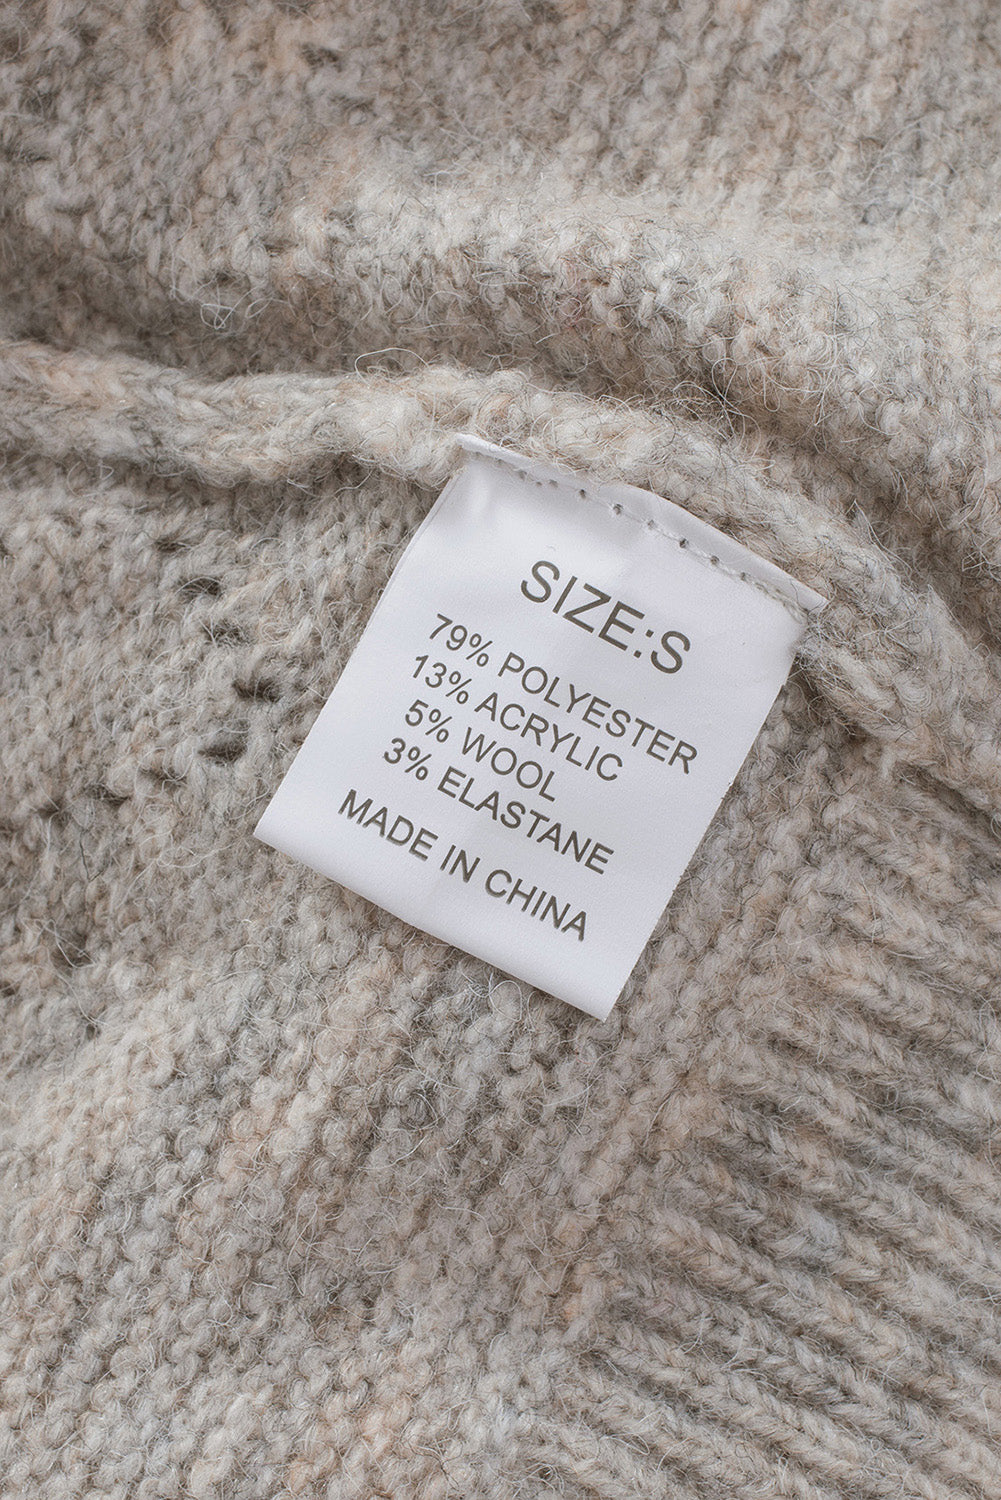 SIZE:S
79% POLYESTER
13% ACRYLIC
5% WOOL
3% ELASTANE
MADE IN CHINA